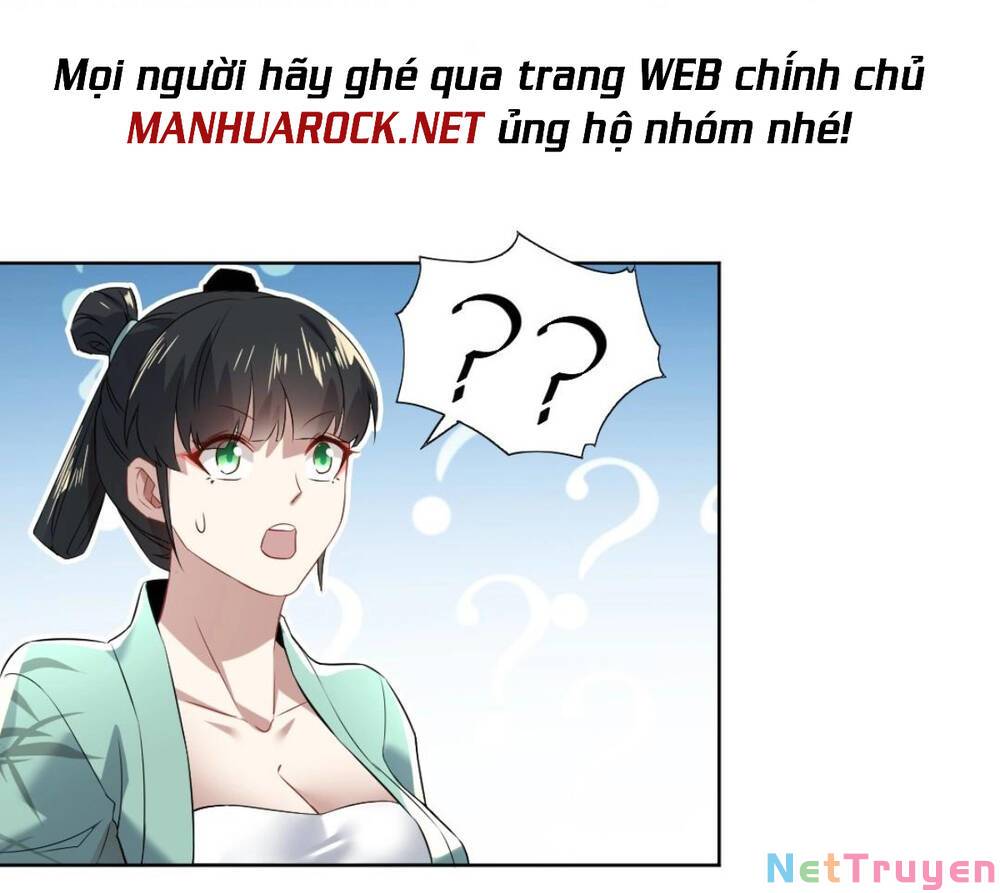 Mọi người hãy ghé qua trang WEB chính chủ
MANHUAROCK.NET ủng hộ nhóm nhé!
??
NetTruyen